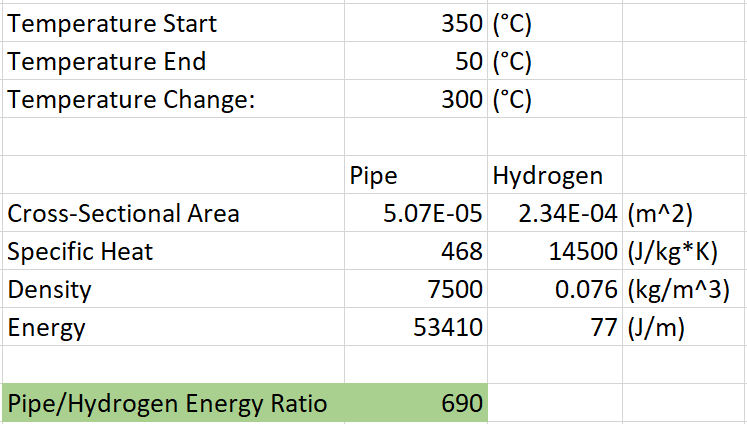 Temperature Start 350 (°C)
Temperature End 50 (°C)
Temperature Change: 300 (°C)
Pipe Hydrogen
Cross-Sectional Area 5.07E-05 2.34E-04 (m^2)
Specific Heat 468 14500 (J/kg*K)
Density 7500 0.076 (kg/m^3)
Energy 53410 77 (J/m)
Pipe/Hydrogen Energy Ratio 690